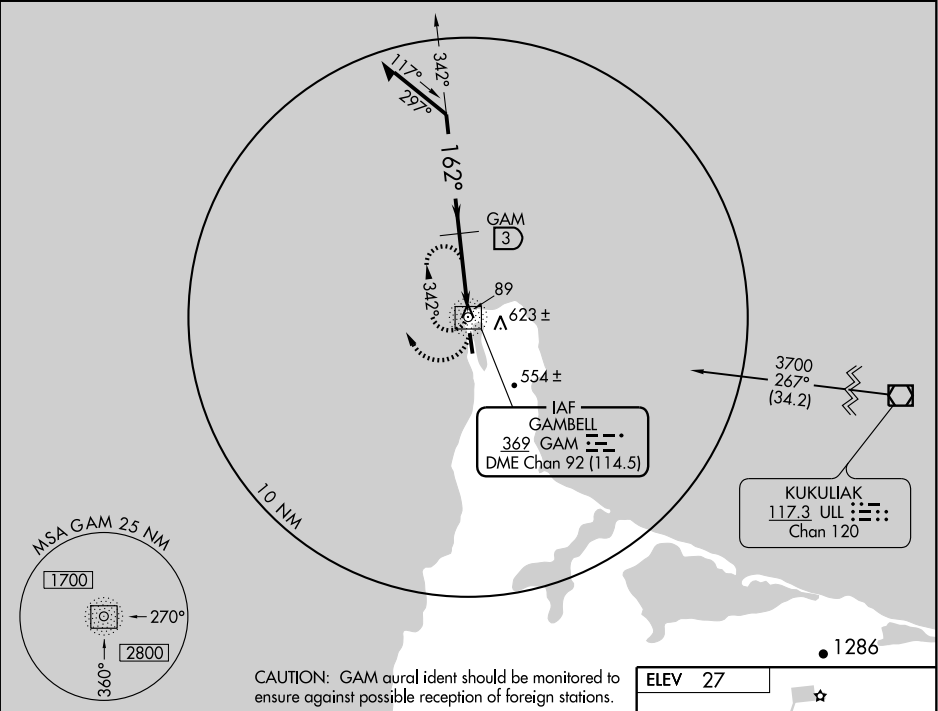 342°
117°
297°
162°
GAM
3
342°
89
623 ±
554 ±
3700
267°
(34.2)
IAF
GAMBELL
369 GAM
DME Chan 92 (114.5)
KUKULIAK
117.3 ULL
Chan 120
10 NM
MSA GAM 25 NM
1700
270°
2800
360°
1286
CAUTION: GAM aural ident should be monitored to
ensure against possible reception of foreign stations.
ELEV 27